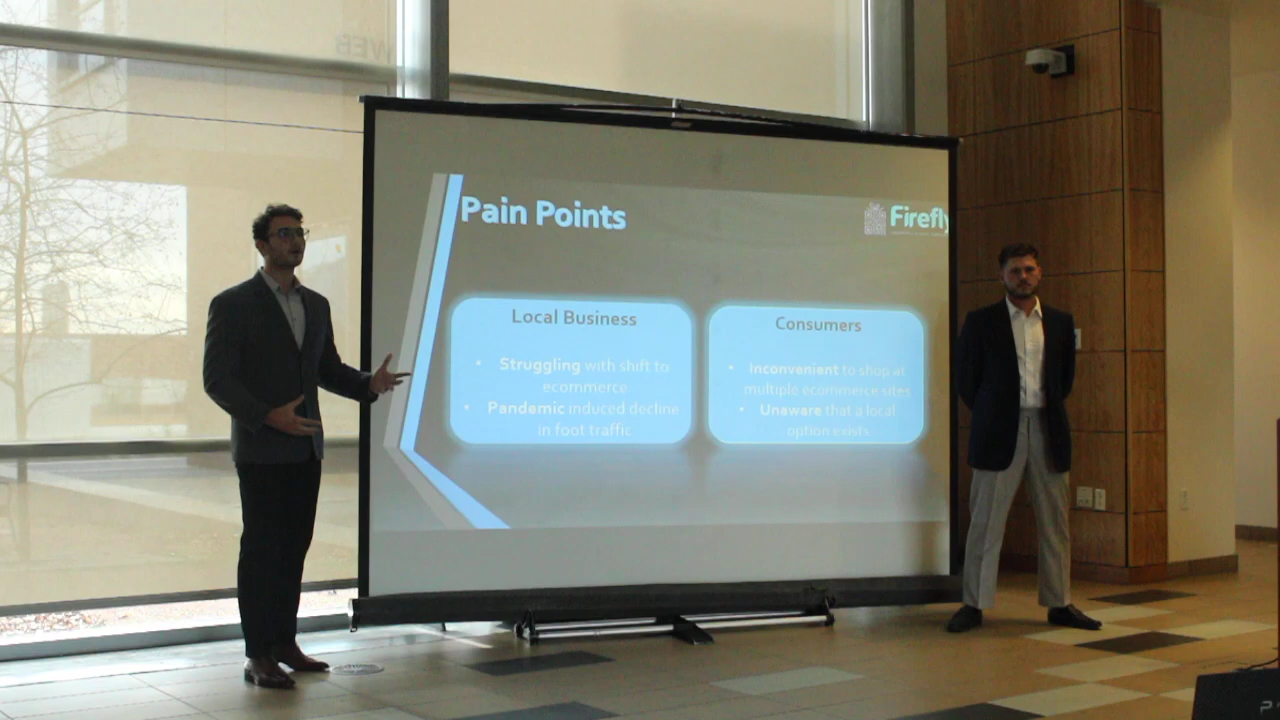 Pain Points
Firefly
Local Business
• Struggling with shift to
ecommerce
• Pandemic induced decline
in foot traffic
Consumers
• Inconvenient to shop at
multiple ecommerce sites
• Unaware that a local
option exists